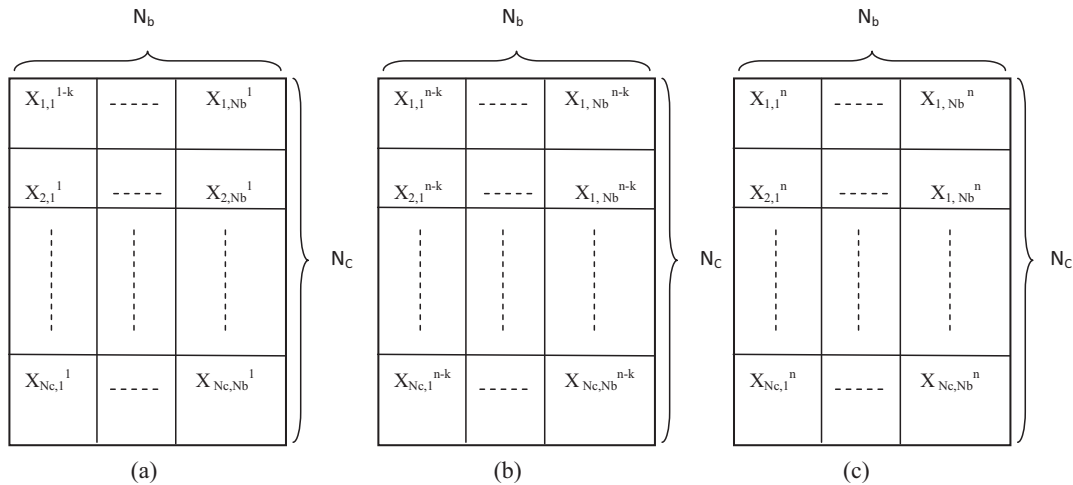 N_b N_b N_b
X_{1,1}^{1-k} ----- X_{1,Nb}^{1} X_{1,1}^{n-k} ----- X_{1, Nb}^{n-k} X_{1,1}^{n} ----- X_{1, Nb}^{n}
X_{2,1}^{1} ----- X_{2,Nb}^{1} X_{2,1}^{n-k} ----- X_{1, Nb}^{n-k} X_{2,1}^{n} ----- X_{1, Nb}^{n}
N_C N_C N_C
X_{Nc,1}^{1} ----- X_{Nc,Nb}^{1} X_{Nc,1}^{n-k} ----- X_{Nc,Nb}^{n-k} X_{Nc,1}^{n} ----- X_{Nc,Nb}^{n}
(a) (b) (c)